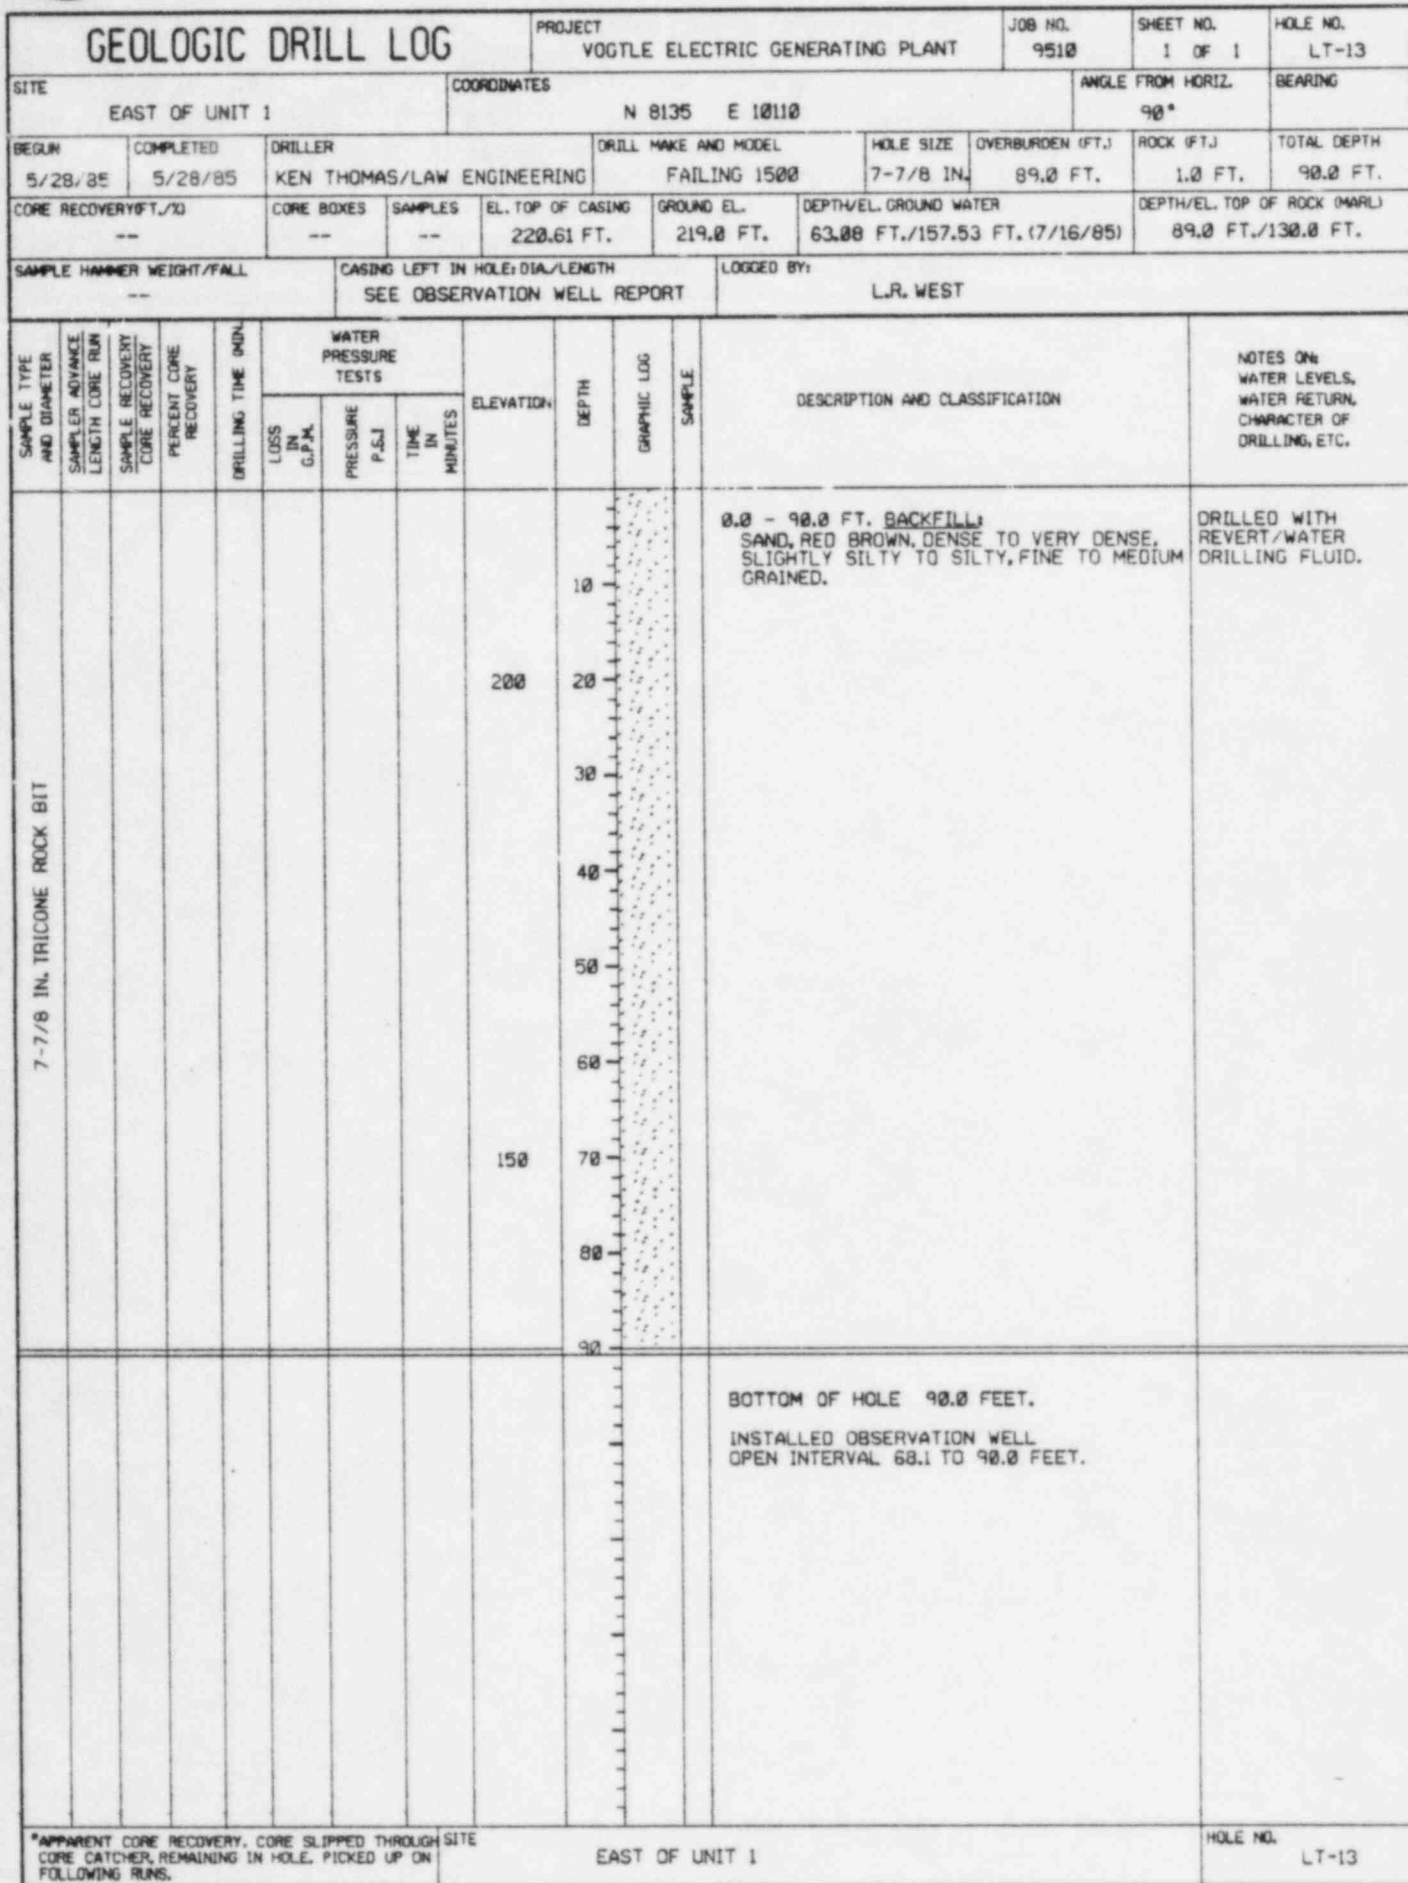 GEOLOGIC DRILL LOG
PROJECT
VOGTLE ELECTRIC GENERATING PLANT
JOB NO.
9510
SHEET NO.
1 OF 1
HOLE NO.
LT-13
SITE
EAST OF UNIT 1
COORDINATES
N 8135 E 10110
ANGLE FROM HORIZ.
90°
BEARING
BEGUN
5/28/85
COMPLETED
5/28/85
DRILLER
KEN THOMAS/LAW ENGINEERING
DRILL MAKE AND MODEL
FAILING 1500
HOLE SIZE
7-7/8 IN.
OVERBURDEN (FT.)
89.0 FT.
ROCK (FT.)
1.0 FT.
TOTAL DEPTH
90.0 FT.
CORE RECOVERY(FT./%)
--
CORE BOXES
--
SAMPLES
--
EL. TOP OF CASING
220.61 FT.
GROUND EL.
219.0 FT.
DEPTH/EL. GROUND WATER
63.08 FT./157.53 FT. (7/16/85)
DEPTH/EL. TOP OF ROCK (MARL)
89.0 FT./130.0 FT.
SAMPLE HAMMER WEIGHT/FALL
--
CASING LEFT IN HOLE: DIA./LENGTH
SEE OBSERVATION WELL REPORT
LOGGED BY:
L.R. WEST
SAMPLE TYPE
AND DIAMETER
SAMPLER ADVANCE
LENGTH CORE RUN
SAMPLE RECOVERY
CORE RECOVERY
PERCENT CORE
RECOVERY
DRILLING TIME (MIN.
WATER
PRESSURE
TESTS
LOSS
IN
G.P.M.
PRESSURE
P.S.I
TIME
IN
MINUTES
ELEVATION
DEPTH
GRAPHIC LOG
SAMPLE
DESCRIPTION AND CLASSIFICATION
NOTES ON:
WATER LEVELS,
WATER RETURN,
CHARACTER OF
DRILLING, ETC.
0.0 - 90.0 FT. BACKFILL:
SAND, RED BROWN, DENSE TO VERY DENSE,
SLIGHTLY SILTY TO SILTY, FINE TO MEDIUM
GRAINED.
DRILLED WITH
REVERT/WATER
DRILLING FLUID.
10
200
20
30
7-7/8 IN. TRICONE ROCK BIT
40
50
60
150
70
80
90
BOTTOM OF HOLE 90.0 FEET.
INSTALLED OBSERVATION WELL
OPEN INTERVAL 68.1 TO 90.0 FEET.
*APPARENT CORE RECOVERY. CORE SLIPPED THROUGH
CORE CATCHER, REMAINING IN HOLE. PICKED UP ON
FOLLOWING RUNS.
SITE
EAST OF UNIT 1
HOLE NO.
LT-13